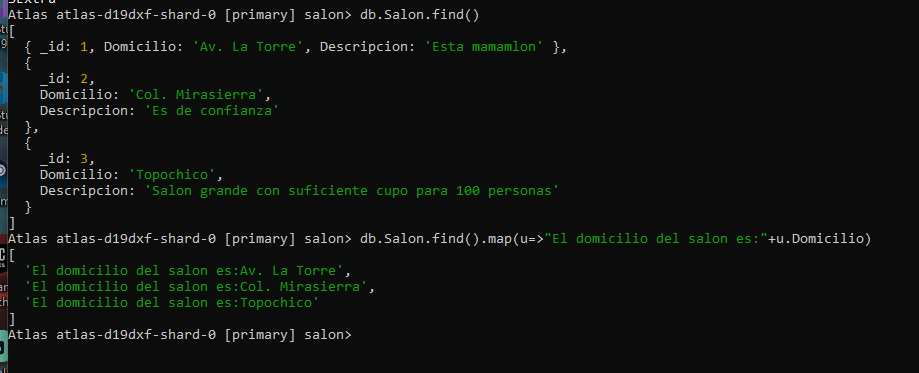 Atlas atlas-d19dxf-shard-0 [primary] salon> db.Salon.find()
[
  { _id: 1, Domicilio: 'Av. La Torre', Descripcion: 'Esta mamamlon' },
  {
    _id: 2,
    Domicilio: 'Col. Mirasierra',
    Descripcion: 'Es de confianza'
  },
  {
    _id: 3,
    Domicilio: 'Topochico',
    Descripcion: 'Salon grande con suficiente cupo para 100 personas'
  }
]
Atlas atlas-d19dxf-shard-0 [primary] salon> db.Salon.find().map(u=>"El domicilio del salon es:"+u.Domicilio)
[
  'El domicilio del salon es:Av. La Torre',
  'El domicilio del salon es:Col. Mirasierra',
  'El domicilio del salon es:Topochico'
]
Atlas atlas-d19dxf-shard-0 [primary] salon>